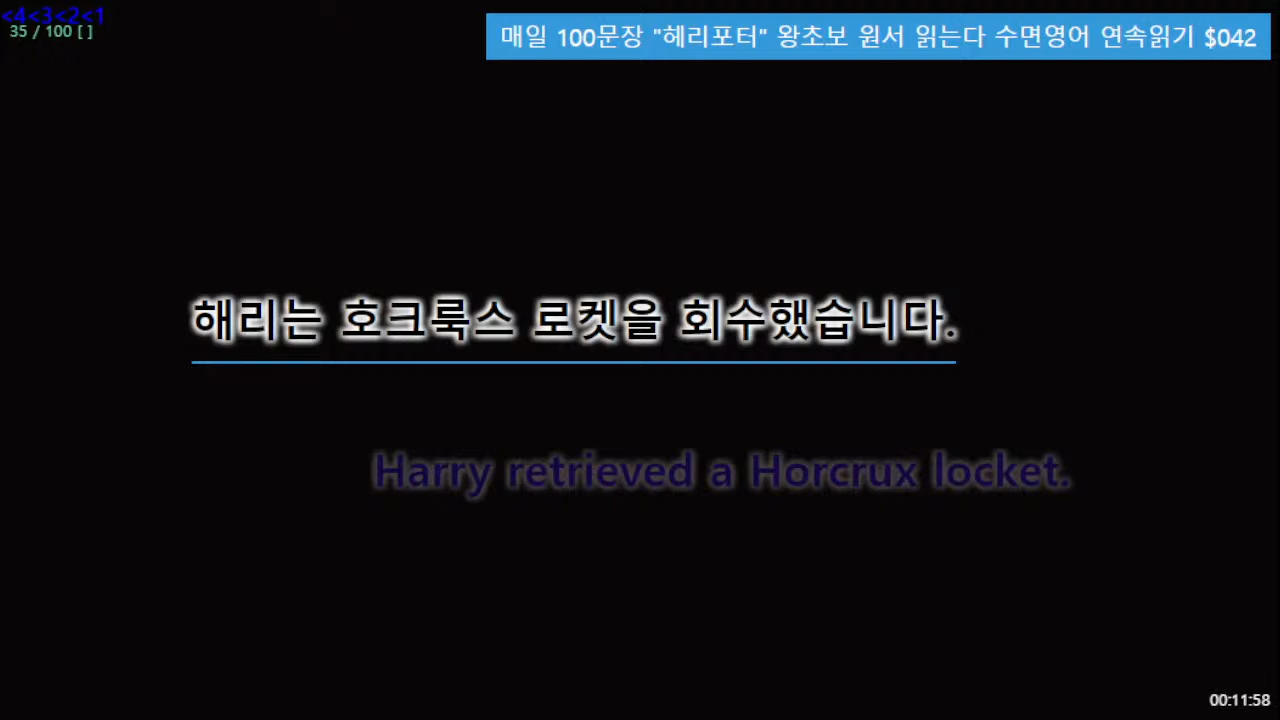 <4<3<2<1
35 / 100 [ ]
매일 100문장 "헤리포터" 왕초보 원서 읽는다 수면영어 연속읽기 $042
해리는 호크룩스 로켓을 회수했습니다.
Harry retrieved a Horcrux locket.
00:11:58